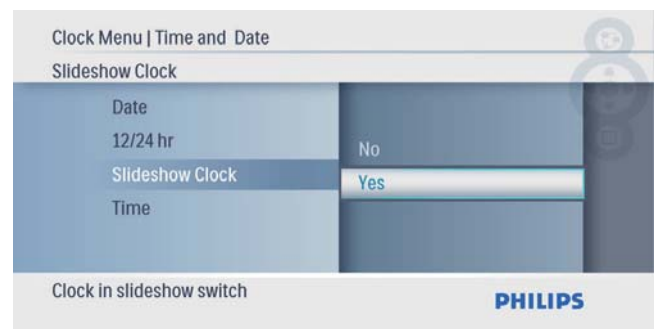 Clock Menu | Time and Date
Slideshow Clock
Date
12/24 hr
Slideshow Clock
Time
No
Yes
Clock in slideshow switch
PHILIPS